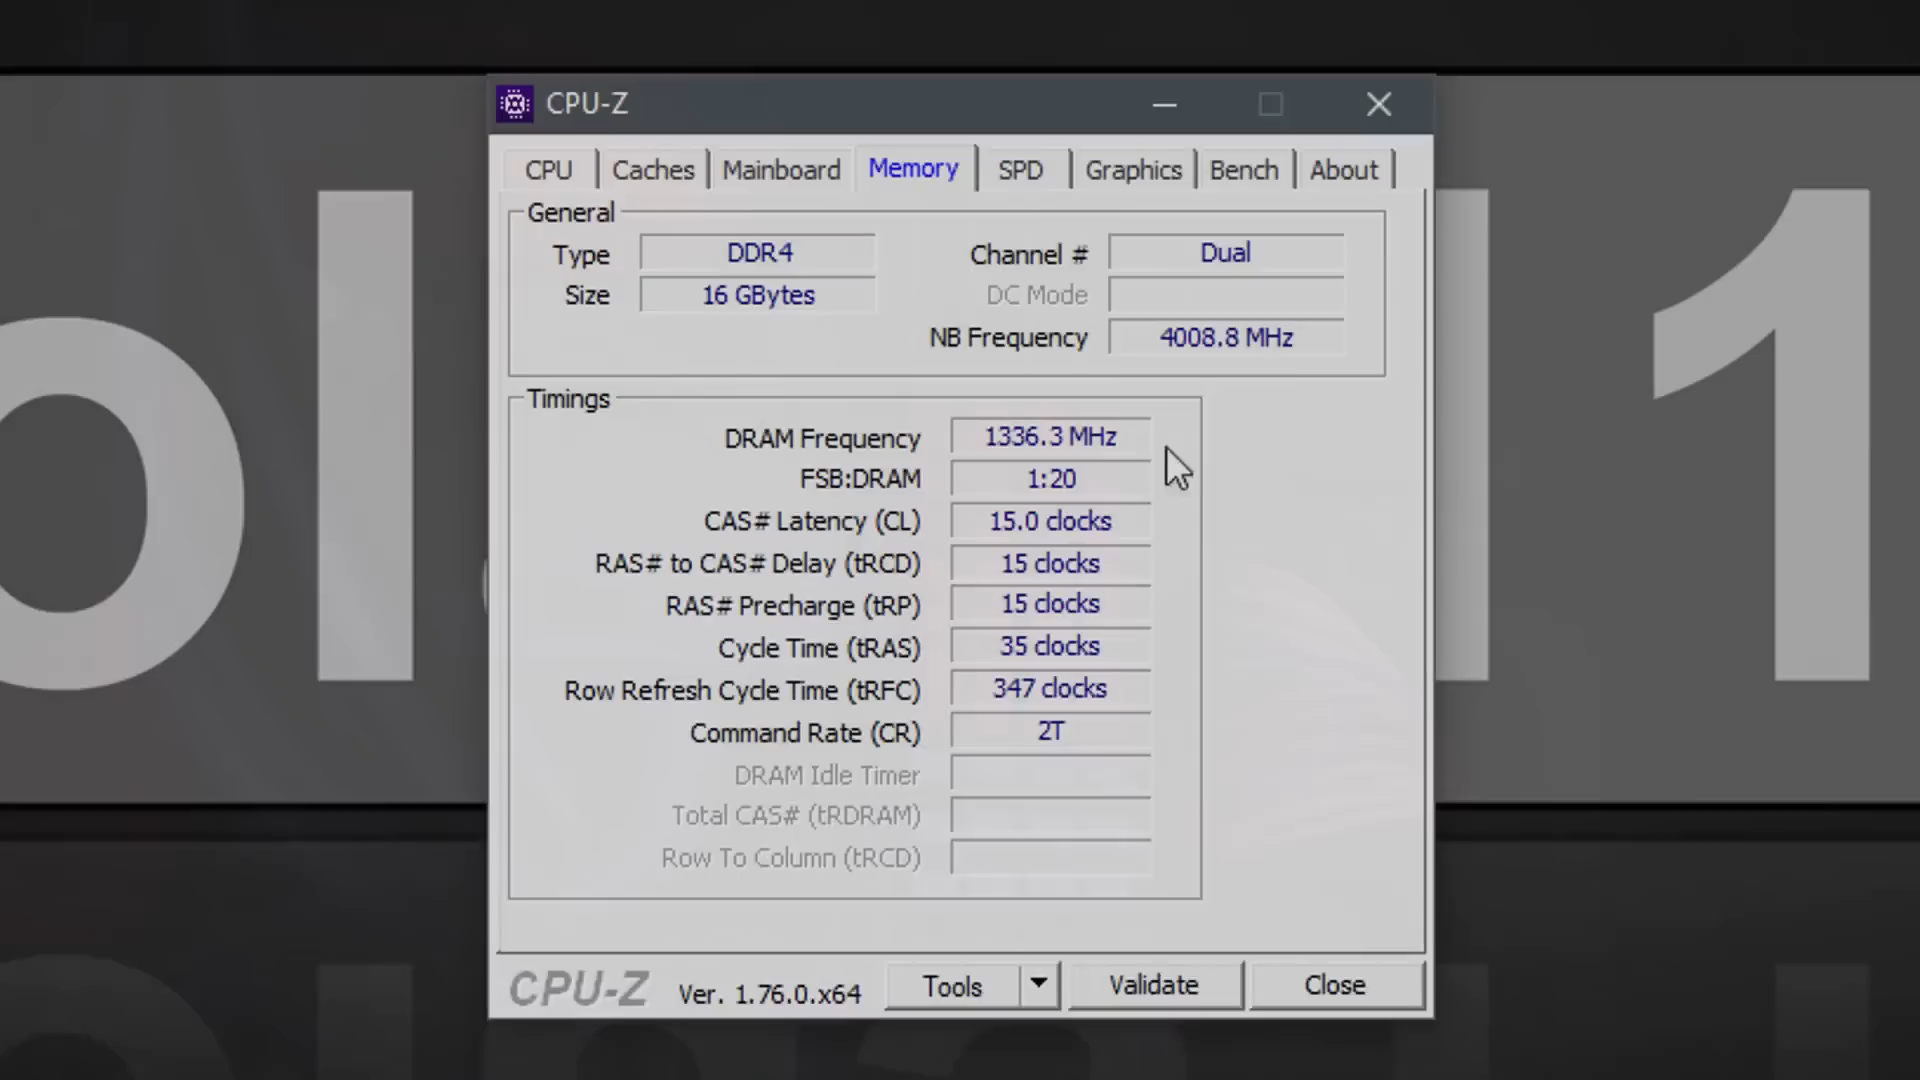 CPU-Z
CPU Caches Mainboard Memory SPD Graphics Bench About
General
Type DDR4 Channel # Dual
Size 16 GBytes DC Mode
NB Frequency 4008.8 MHz
Timings
DRAM Frequency 1336.3 MHz
FSB:DRAM 1:20
CAS# Latency (CL) 15.0 clocks
RAS# to CAS# Delay (tRCD) 15 clocks
RAS# Precharge (tRP) 15 clocks
Cycle Time (tRAS) 35 clocks
Row Refresh Cycle Time (tRFC) 347 clocks
Command Rate (CR) 2T
DRAM Idle Timer
Total CAS# (tRDRAM)
Row To Column (tRCD)
CPU-Z Ver. 1.76.0.x64 Tools Validate Close